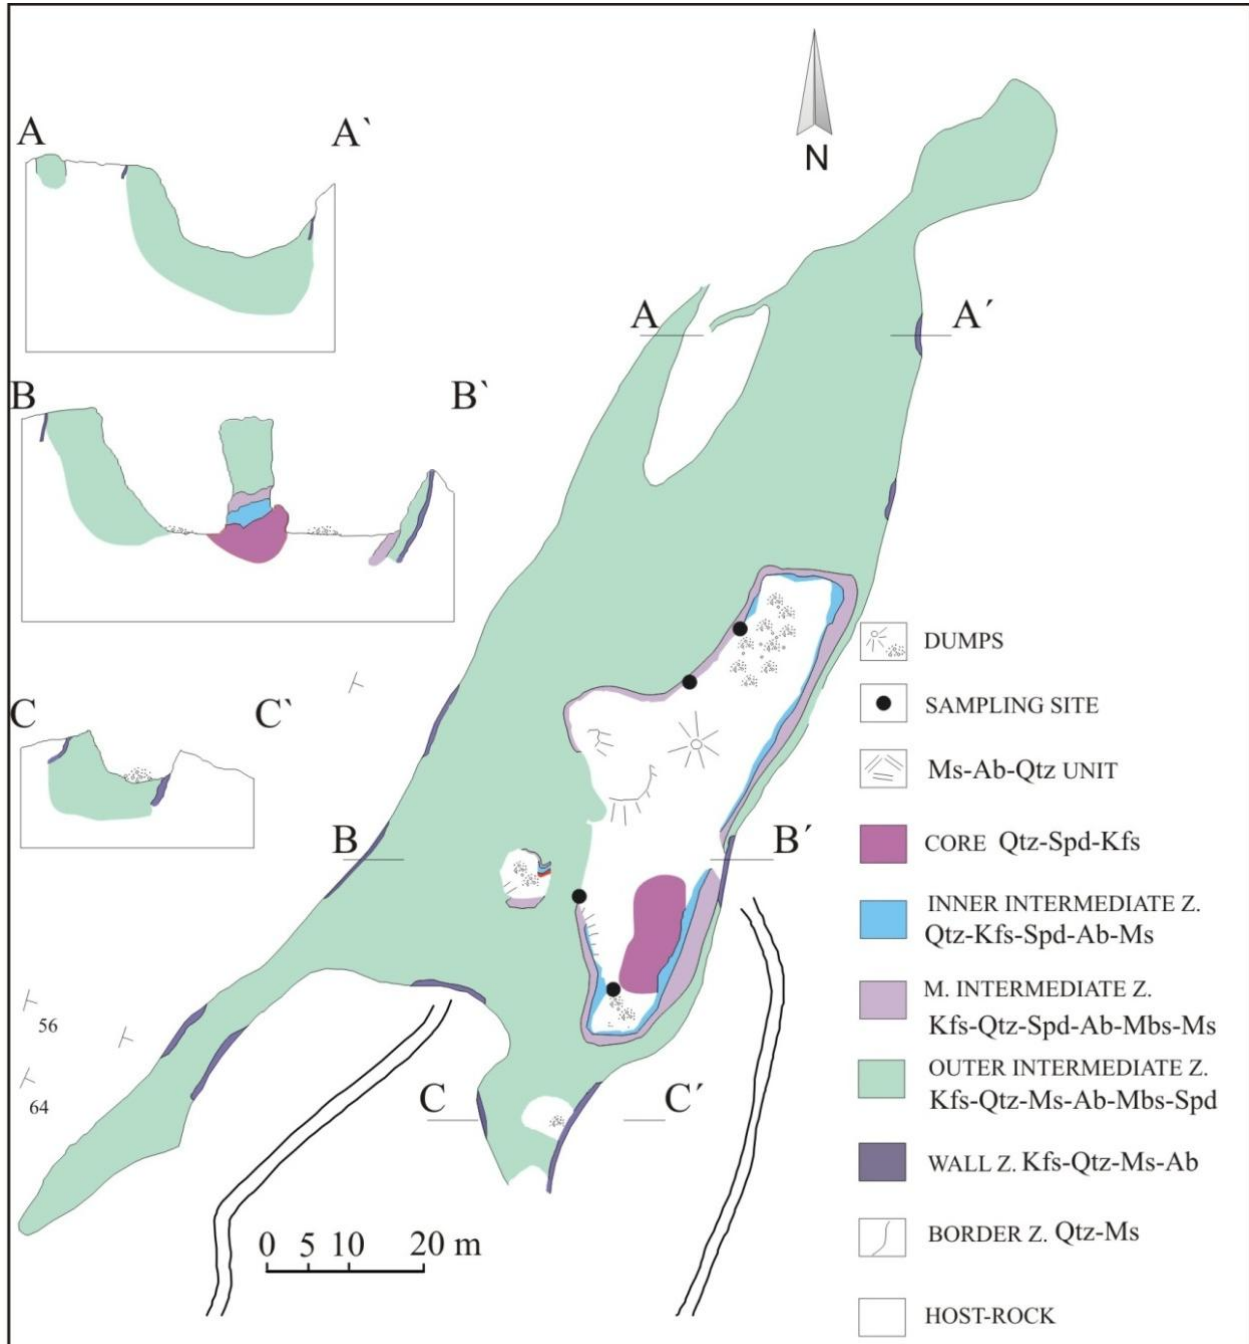 A A`
N
A A´
B B`
C C`
B B´
56
64
C C´
0 5 10 20 m
DUMPS
SAMPLING SITE
Ms-Ab-Qtz UNIT
CORE Qtz-Spd-Kfs
INNER INTERMEDIATE Z.
Qtz-Kfs-Spd-Ab-Ms
M. INTERMEDIATE Z.
Kfs-Qtz-Spd-Ab-Mbs-Ms
OUTER INTERMEDIATE Z.
Kfs-Qtz-Ms-Ab-Mbs-Spd
WALL Z. Kfs-Qtz-Ms-Ab
BORDER Z. Qtz-Ms
HOST-ROCK